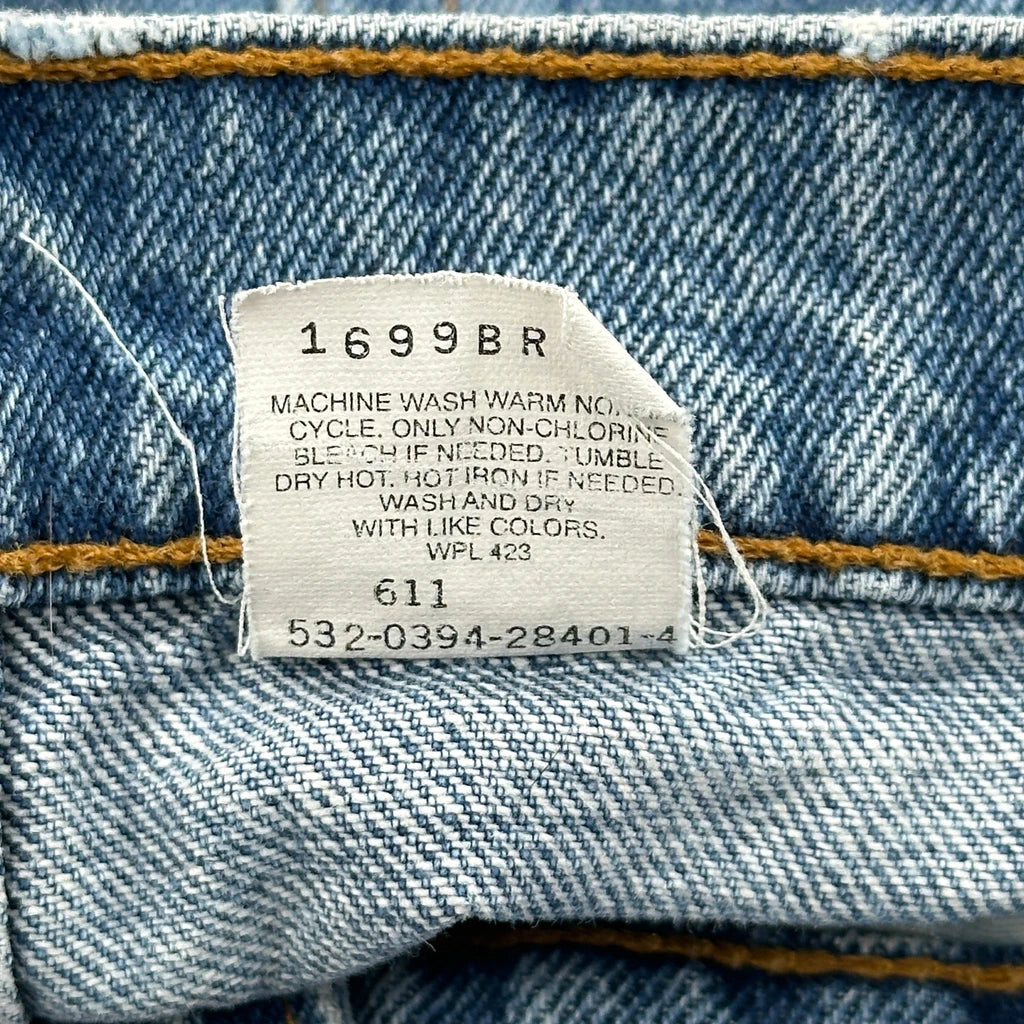 1699BR
MACHINE WASH WARM
CYCLE. ONLY NON-CHLORINE
BLEACH IF NEEDED. TUMBLE
DRY HOT. HOT IRON IF NEEDED.
WASH AND DRY
WITH LIKE COLORS.
WPL 423
611
532-0394-28401-4